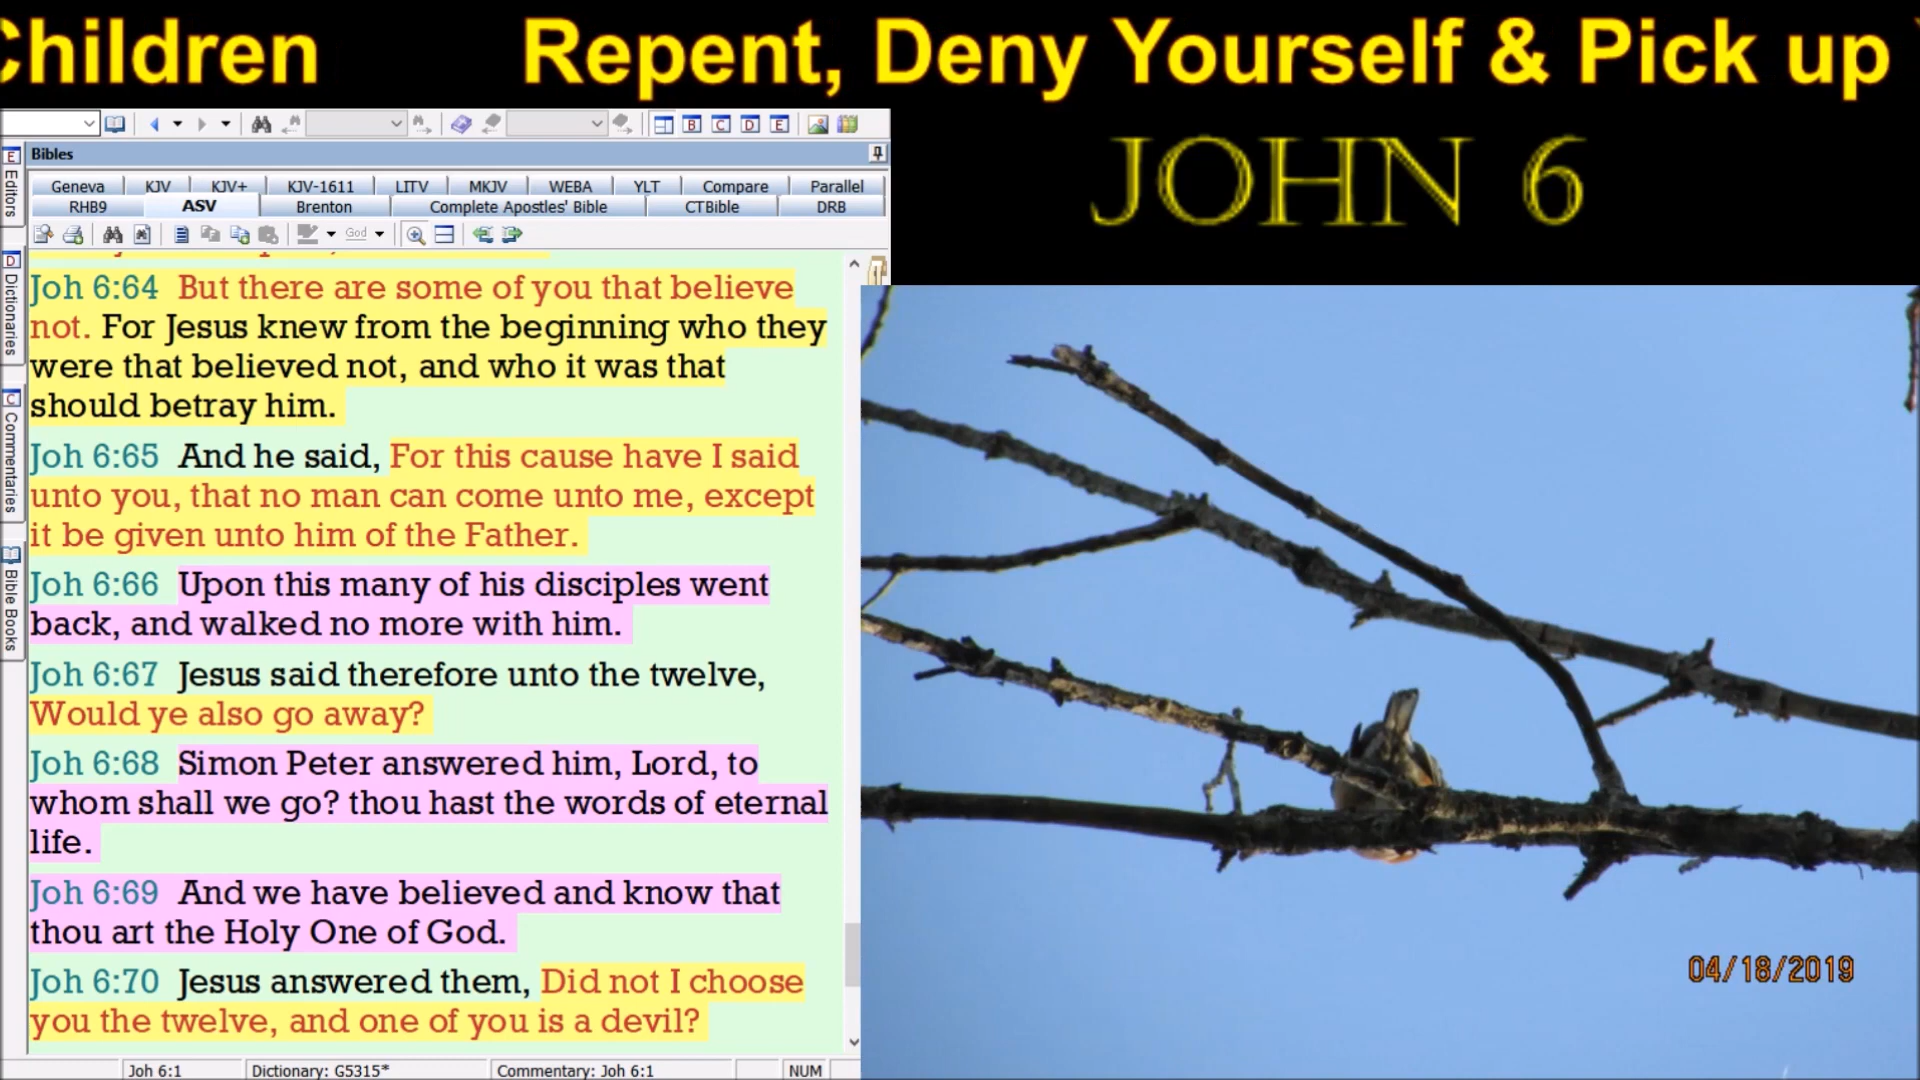 Children Repent, Deny Yourself & Pick up
JOHN 6
Bibles
Geneva KJV KJV+ KJV-1611 LITV MKJV WEBA YLT Compare Parallel
RHB9 ASV Brenton Complete Apostles' Bible CTBible DRB
God
E Editors
D Dictionaries
C Commentaries
Bible Books
B C D E
Joh 6:64 But there are some of you that believe
not. For Jesus knew from the beginning who they
were that believed not, and who it was that
should betray him.
Joh 6:65 And he said, For this cause have I said
unto you, that no man can come unto me, except
it be given unto him of the Father.
Joh 6:66 Upon this many of his disciples went
back, and walked no more with him.
Joh 6:67 Jesus said therefore unto the twelve,
Would ye also go away?
Joh 6:68 Simon Peter answered him, Lord, to
whom shall we go? thou hast the words of eternal
life.
Joh 6:69 And we have believed and know that
thou art the Holy One of God.
Joh 6:70 Jesus answered them, Did not I choose
you the twelve, and one of you is a devil?
04/18/2019
Joh 6:1 Dictionary: G5315* Commentary: Joh 6:1 NUM